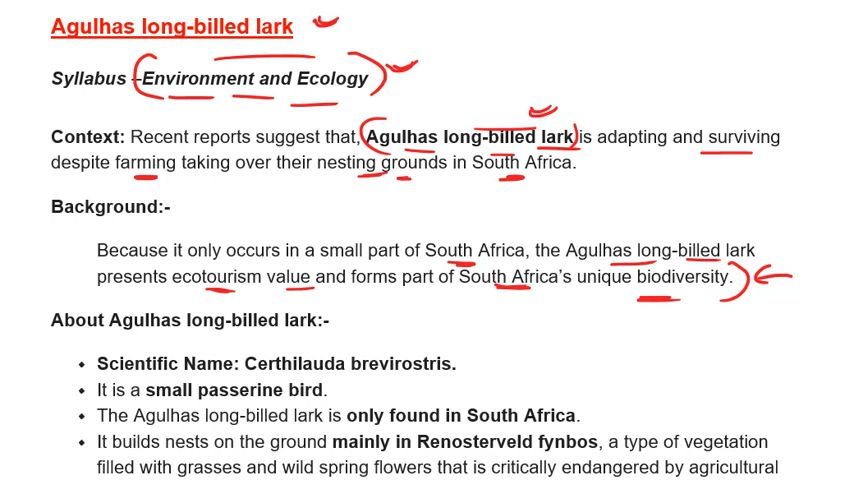 Agulhas long-billed lark
Syllabus –Environment and Ecology
Context: Recent reports suggest that, Agulhas long-billed lark is adapting and surviving
despite farming taking over their nesting grounds in South Africa.
Background:-
Because it only occurs in a small part of South Africa, the Agulhas long-billed lark
presents ecotourism value and forms part of South Africa’s unique biodiversity.
About Agulhas long-billed lark:-
• Scientific Name: Certhilauda brevirostris.
• It is a small passerine bird.
• The Agulhas long-billed lark is only found in South Africa.
• It builds nests on the ground mainly in Renosterveld fynbos, a type of vegetation
filled with grasses and wild spring flowers that is critically endangered by agricultural